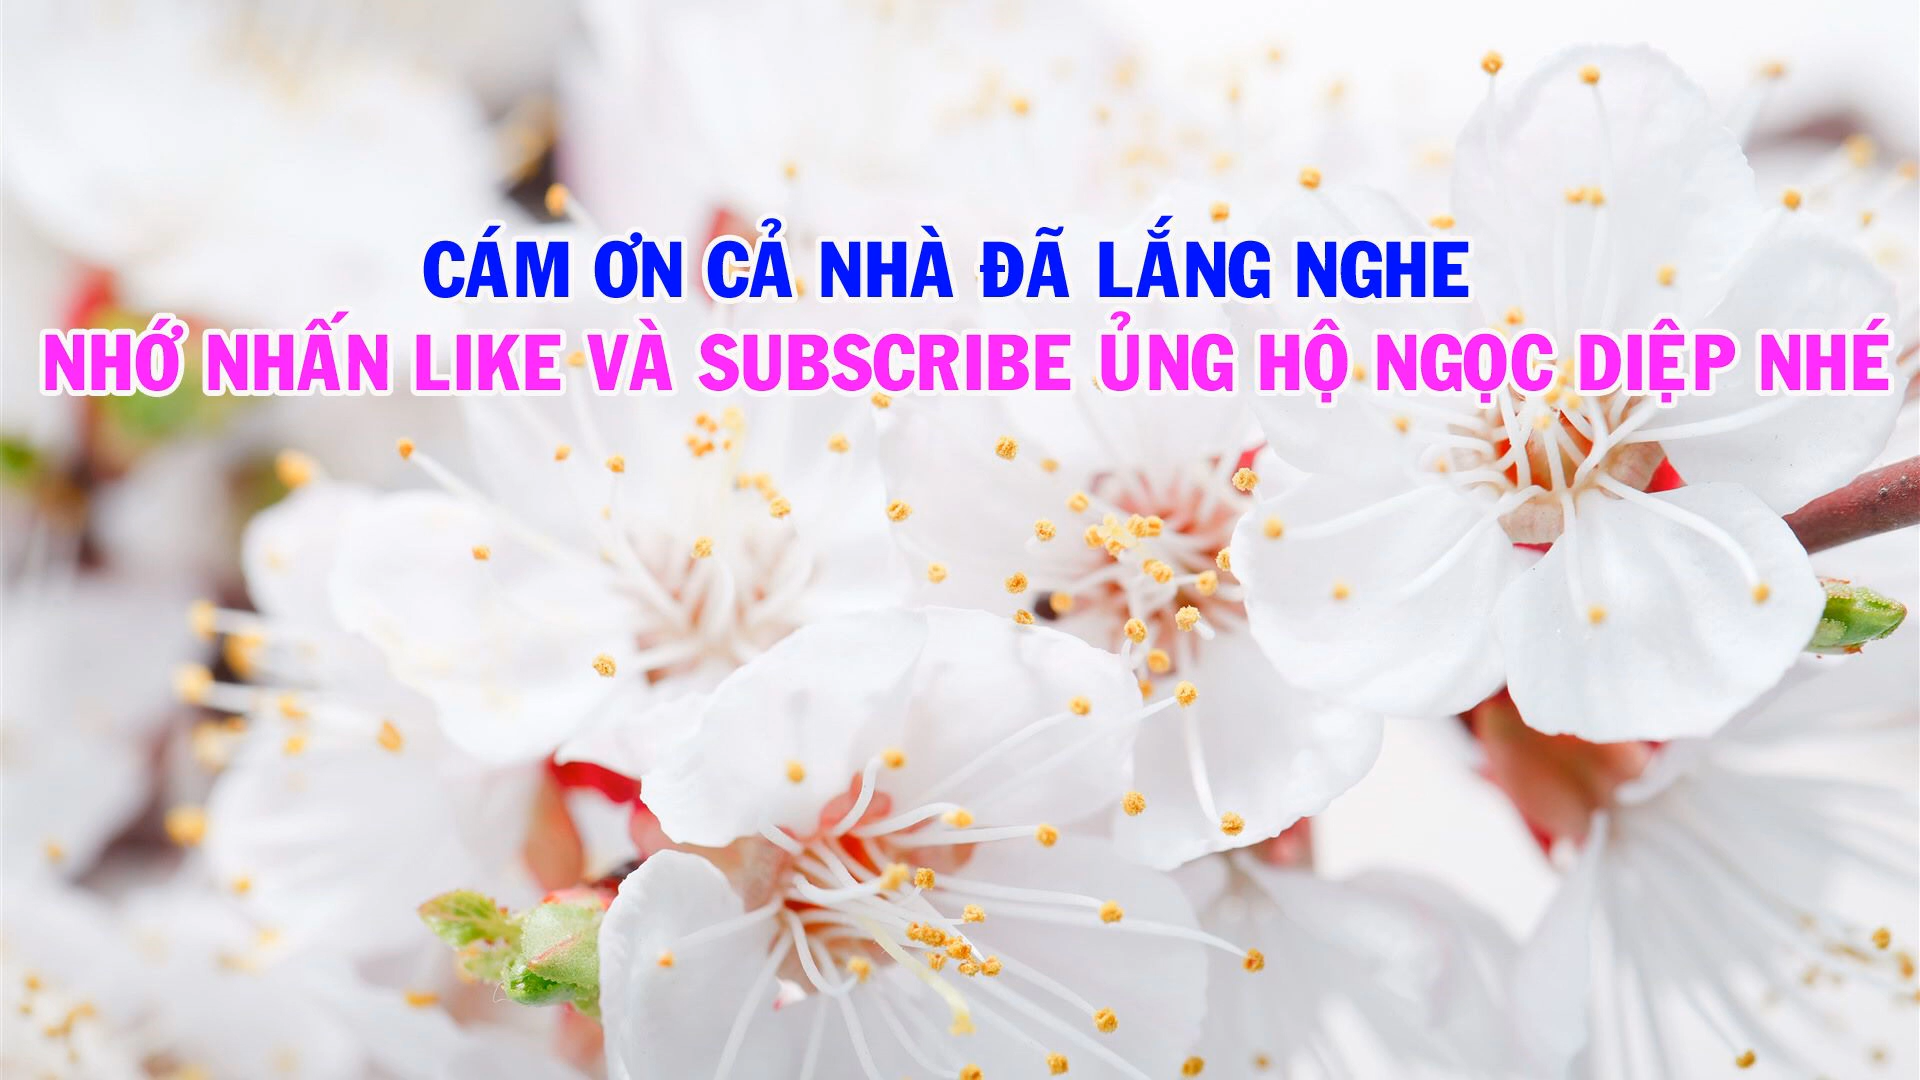 CÁM ƠN CẢ NHÀ ĐÃ LẮNG NGHE
NHỚ NHẤN LIKE VÀ SUBSCRIBE ỦNG HỘ NGỌC DIỆP NHÉ